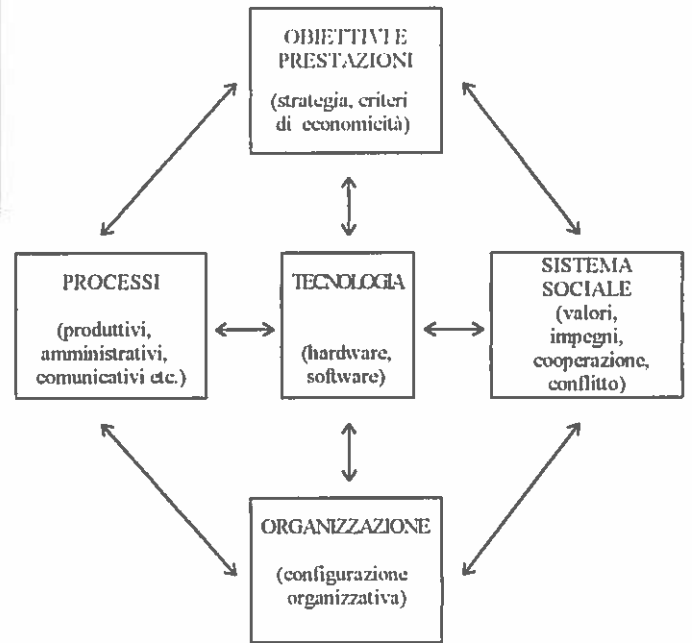 OBIETTIVI E
PRESTAZIONI
(strategia, criteri
di economicità)
PROCESSI
(produttivi,
amministrativi,
comunicativi etc.)
TECNOLOGIA
(hardware,
software)
SISTEMA
SOCIALE
(valori,
impegni,
cooperazione,
conflitto)
ORGANIZZAZIONE
(configurazione
organizzativa)